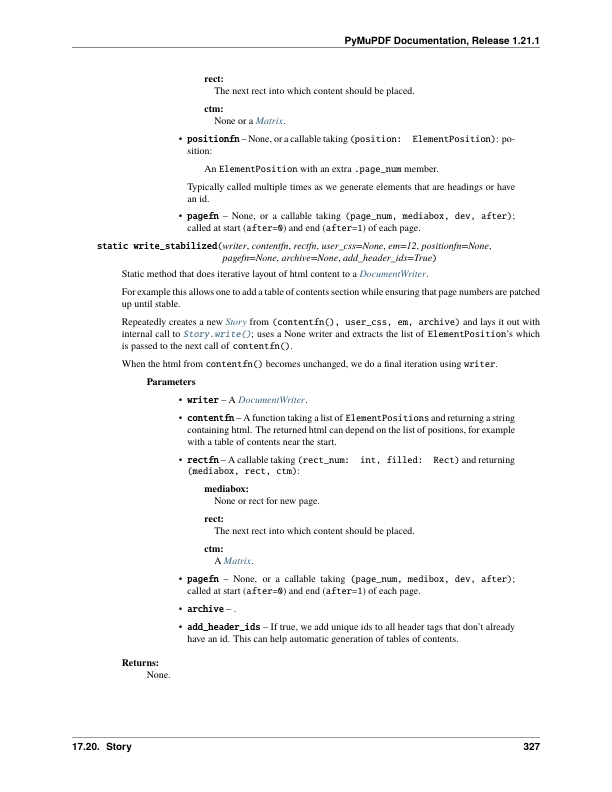 PyMuPDF Documentation, Release 1.21.1
rect:
The next rect into which content should be placed.
ctm:
None or a Matrix.
• positionfn – None, or a callable taking (position: ElementPosition): po-
sition:
An ElementPosition with an extra .page_num member.
Typically called multiple times as we generate elements that are headings or have
an id.
• pagefn – None, or a callable taking (page_num, mediabox, dev, after);
called at start (after=0) and end (after=1) of each page.
static write_stabilized(writer, contentfn, rectfn, user_css=None, em=12, positionfn=None,
pagefn=None, archive=None, add_header_ids=True)
Static method that does iterative layout of html content to a DocumentWriter.
For example this allows one to add a table of contents section while ensuring that page numbers are patched
up until stable.
Repeatedly creates a new Story from (contentfn(), user_css, em, archive) and lays it out with
internal call to Story.write(); uses a None writer and extracts the list of ElementPosition's which
is passed to the next call of contentfn().
When the html from contentfn() becomes unchanged, we do a final iteration using writer.
Parameters
• writer – A DocumentWriter.
• contentfn – A function taking a list of ElementPositions and returning a string
containing html. The returned html can depend on the list of positions, for example
with a table of contents near the start.
• rectfn – A callable taking (rect_num: int, filled: Rect) and returning
(mediabox, rect, ctm):
mediabox:
None or rect for new page.
rect:
The next rect into which content should be placed.
ctm:
A Matrix.
• pagefn – None, or a callable taking (page_num, medibox, dev, after);
called at start (after=0) and end (after=1) of each page.
• archive – .
• add_header_ids – If true, we add unique ids to all header tags that don't already
have an id. This can help automatic generation of tables of contents.
Returns:
None.
17.20. Story 327